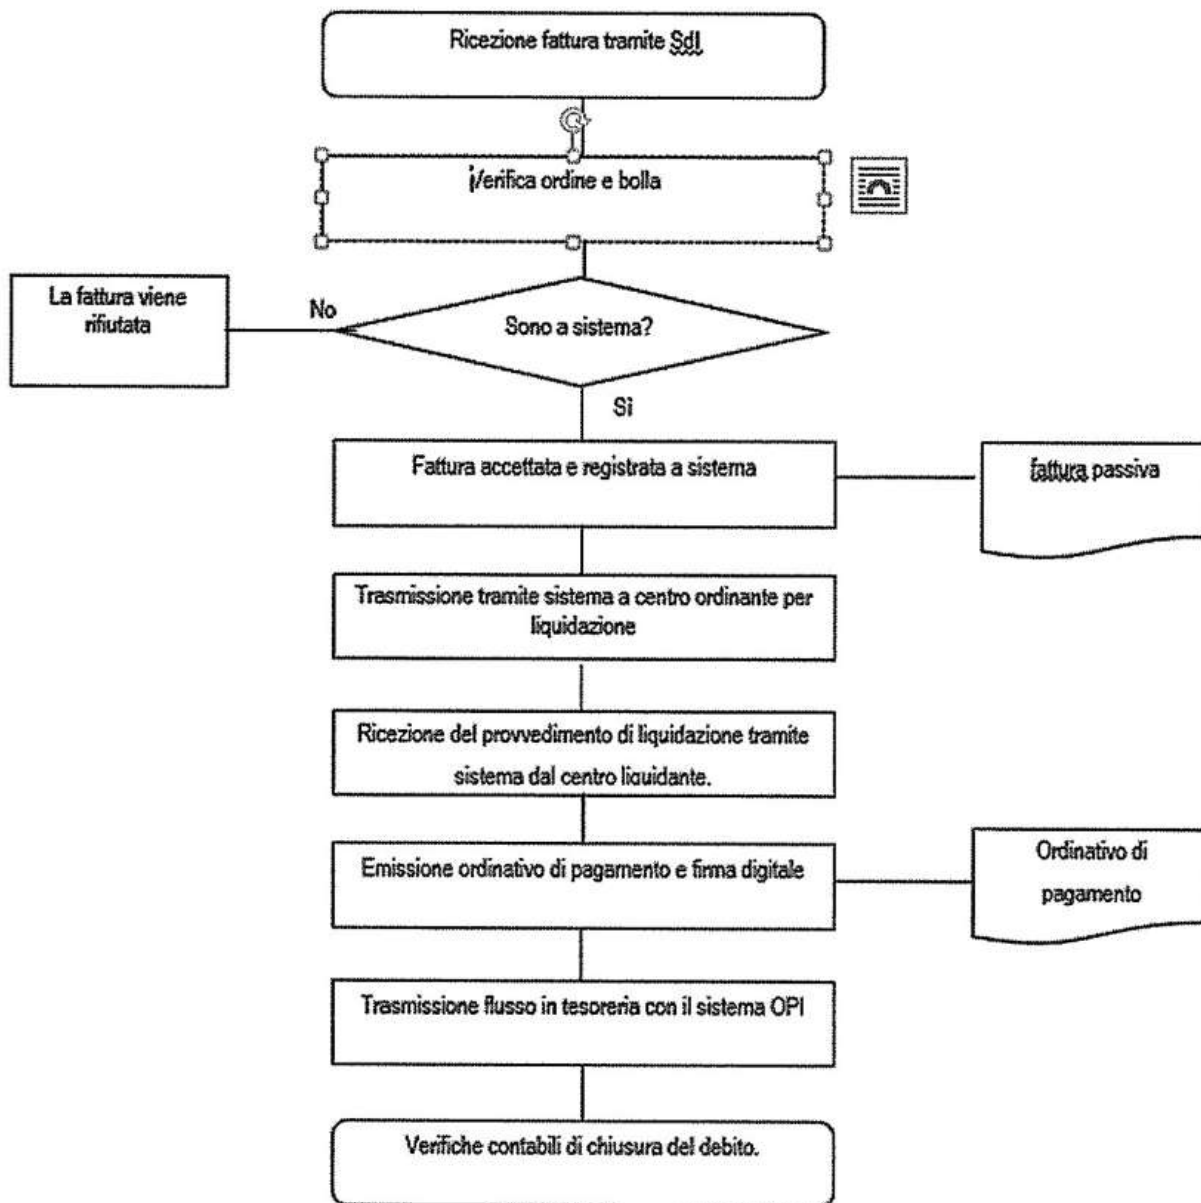 Ricezione fattura tramite SdI
Verifica ordine e bolla
La fattura viene
rifiutata
No
Sono a sistema?
Sì
Fattura accettata e registrata a sistema
fattura passiva
Trasmissione tramite sistema a centro ordinante per
liquidazione
Ricezione del provvedimento di liquidazione tramite
sistema dal centro liquidante.
Emissione ordinativo di pagamento e firma digitale
Ordinativo di
pagamento
Trasmissione flusso in tesoreria con il sistema OPI
Verifiche contabili di chiusura del debito.